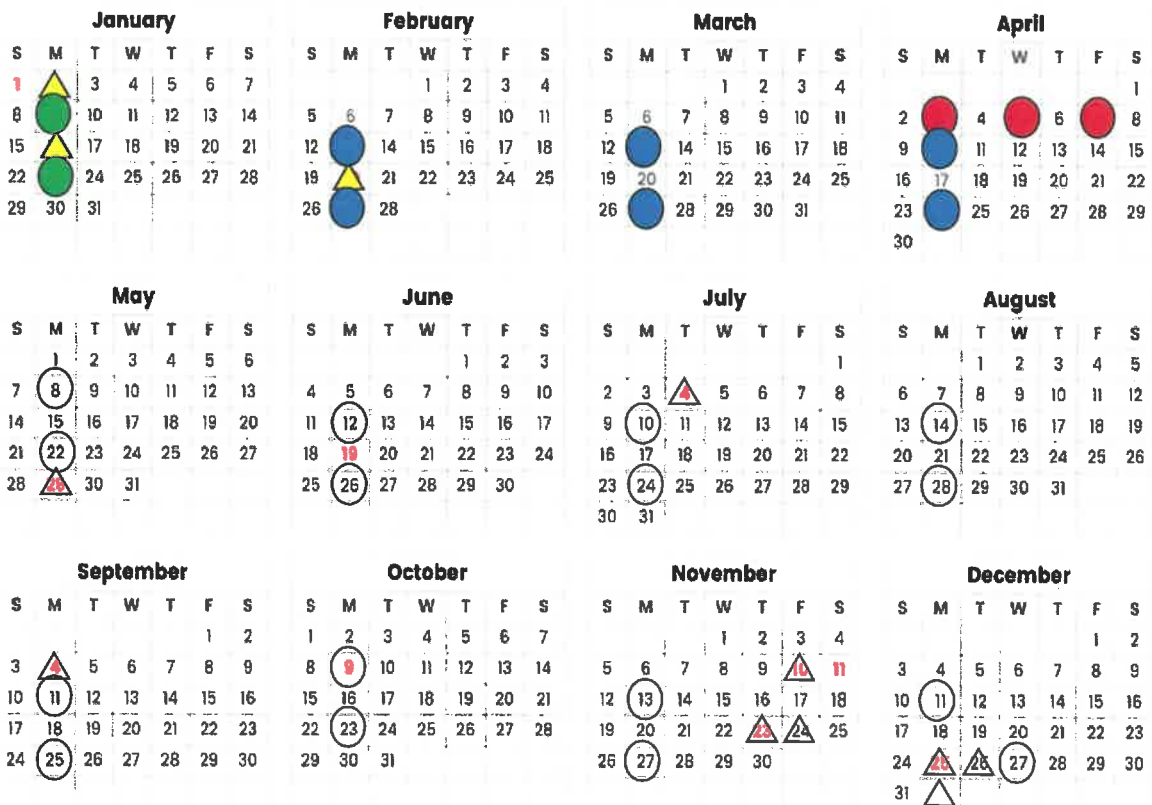 January
S M T W T F S
1 3 4 5 6 7
8 10 11 12 13 14
15 17 18 19 20 21
22 24 25 26 27 28
29 30 31
February
S M T W T F S
1 2 3 4
5 6 7 8 9 10 11
12 14 15 16 17 18
19 21 22 23 24 25
26 28
March
S M T W T F S
1 2 3 4
5 6 7 8 9 10 11
12 14 15 16 17 18
19 20 21 22 23 24 25
26 28 29 30 31
April
S M T W T F S
1
2 4 6 8
9 11 12 13 14 15
16 17 18 19 20 21 22
23 25 26 27 28 29
30
May
S M T W T F S
1 2 3 4 5 6
7 8 9 10 11 12 13
14 15 16 17 18 19 20
21 22 23 24 25 26 27
28 30 31
June
S M T W T F S
1 2 3
4 5 6 7 8 9 10
11 12 13 14 15 16 17
18 19 20 21 22 23 24
25 26 27 28 29 30
July
S M T W T F S
1
2 3 4 5 6 7 8
9 10 11 12 13 14 15
16 17 18 19 20 21 22
23 24 25 26 27 28 29
30 31
August
S M T W T F S
1 2 3 4 5
6 7 8 9 10 11 12
13 14 15 16 17 18 19
20 21 22 23 24 25 26
27 28 29 30 31
September
S M T W T F S
1 2
3 4 5 6 7 8 9
10 11 12 13 14 15 16
17 18 19 20 21 22 23
24 25 26 27 28 29 30
October
S M T W T F S
1 2 3 4 5 6 7
8 9 10 11 12 13 14
15 16 17 18 19 20 21
22 23 24 25 26 27 28
29 30 31
November
S M T W T F S
1 2 3 4
5 6 7 8 9 10 11
12 13 14 15 16 17 18
19 20 21 22 23 24 25
26 27 28 29 30
December
S M T W T F S
1 2
3 4 5 6 7 8 9
10 11 12 13 14 15 16
17 18 19 20 21 22 23
24 25 26 27 28 29 30
31